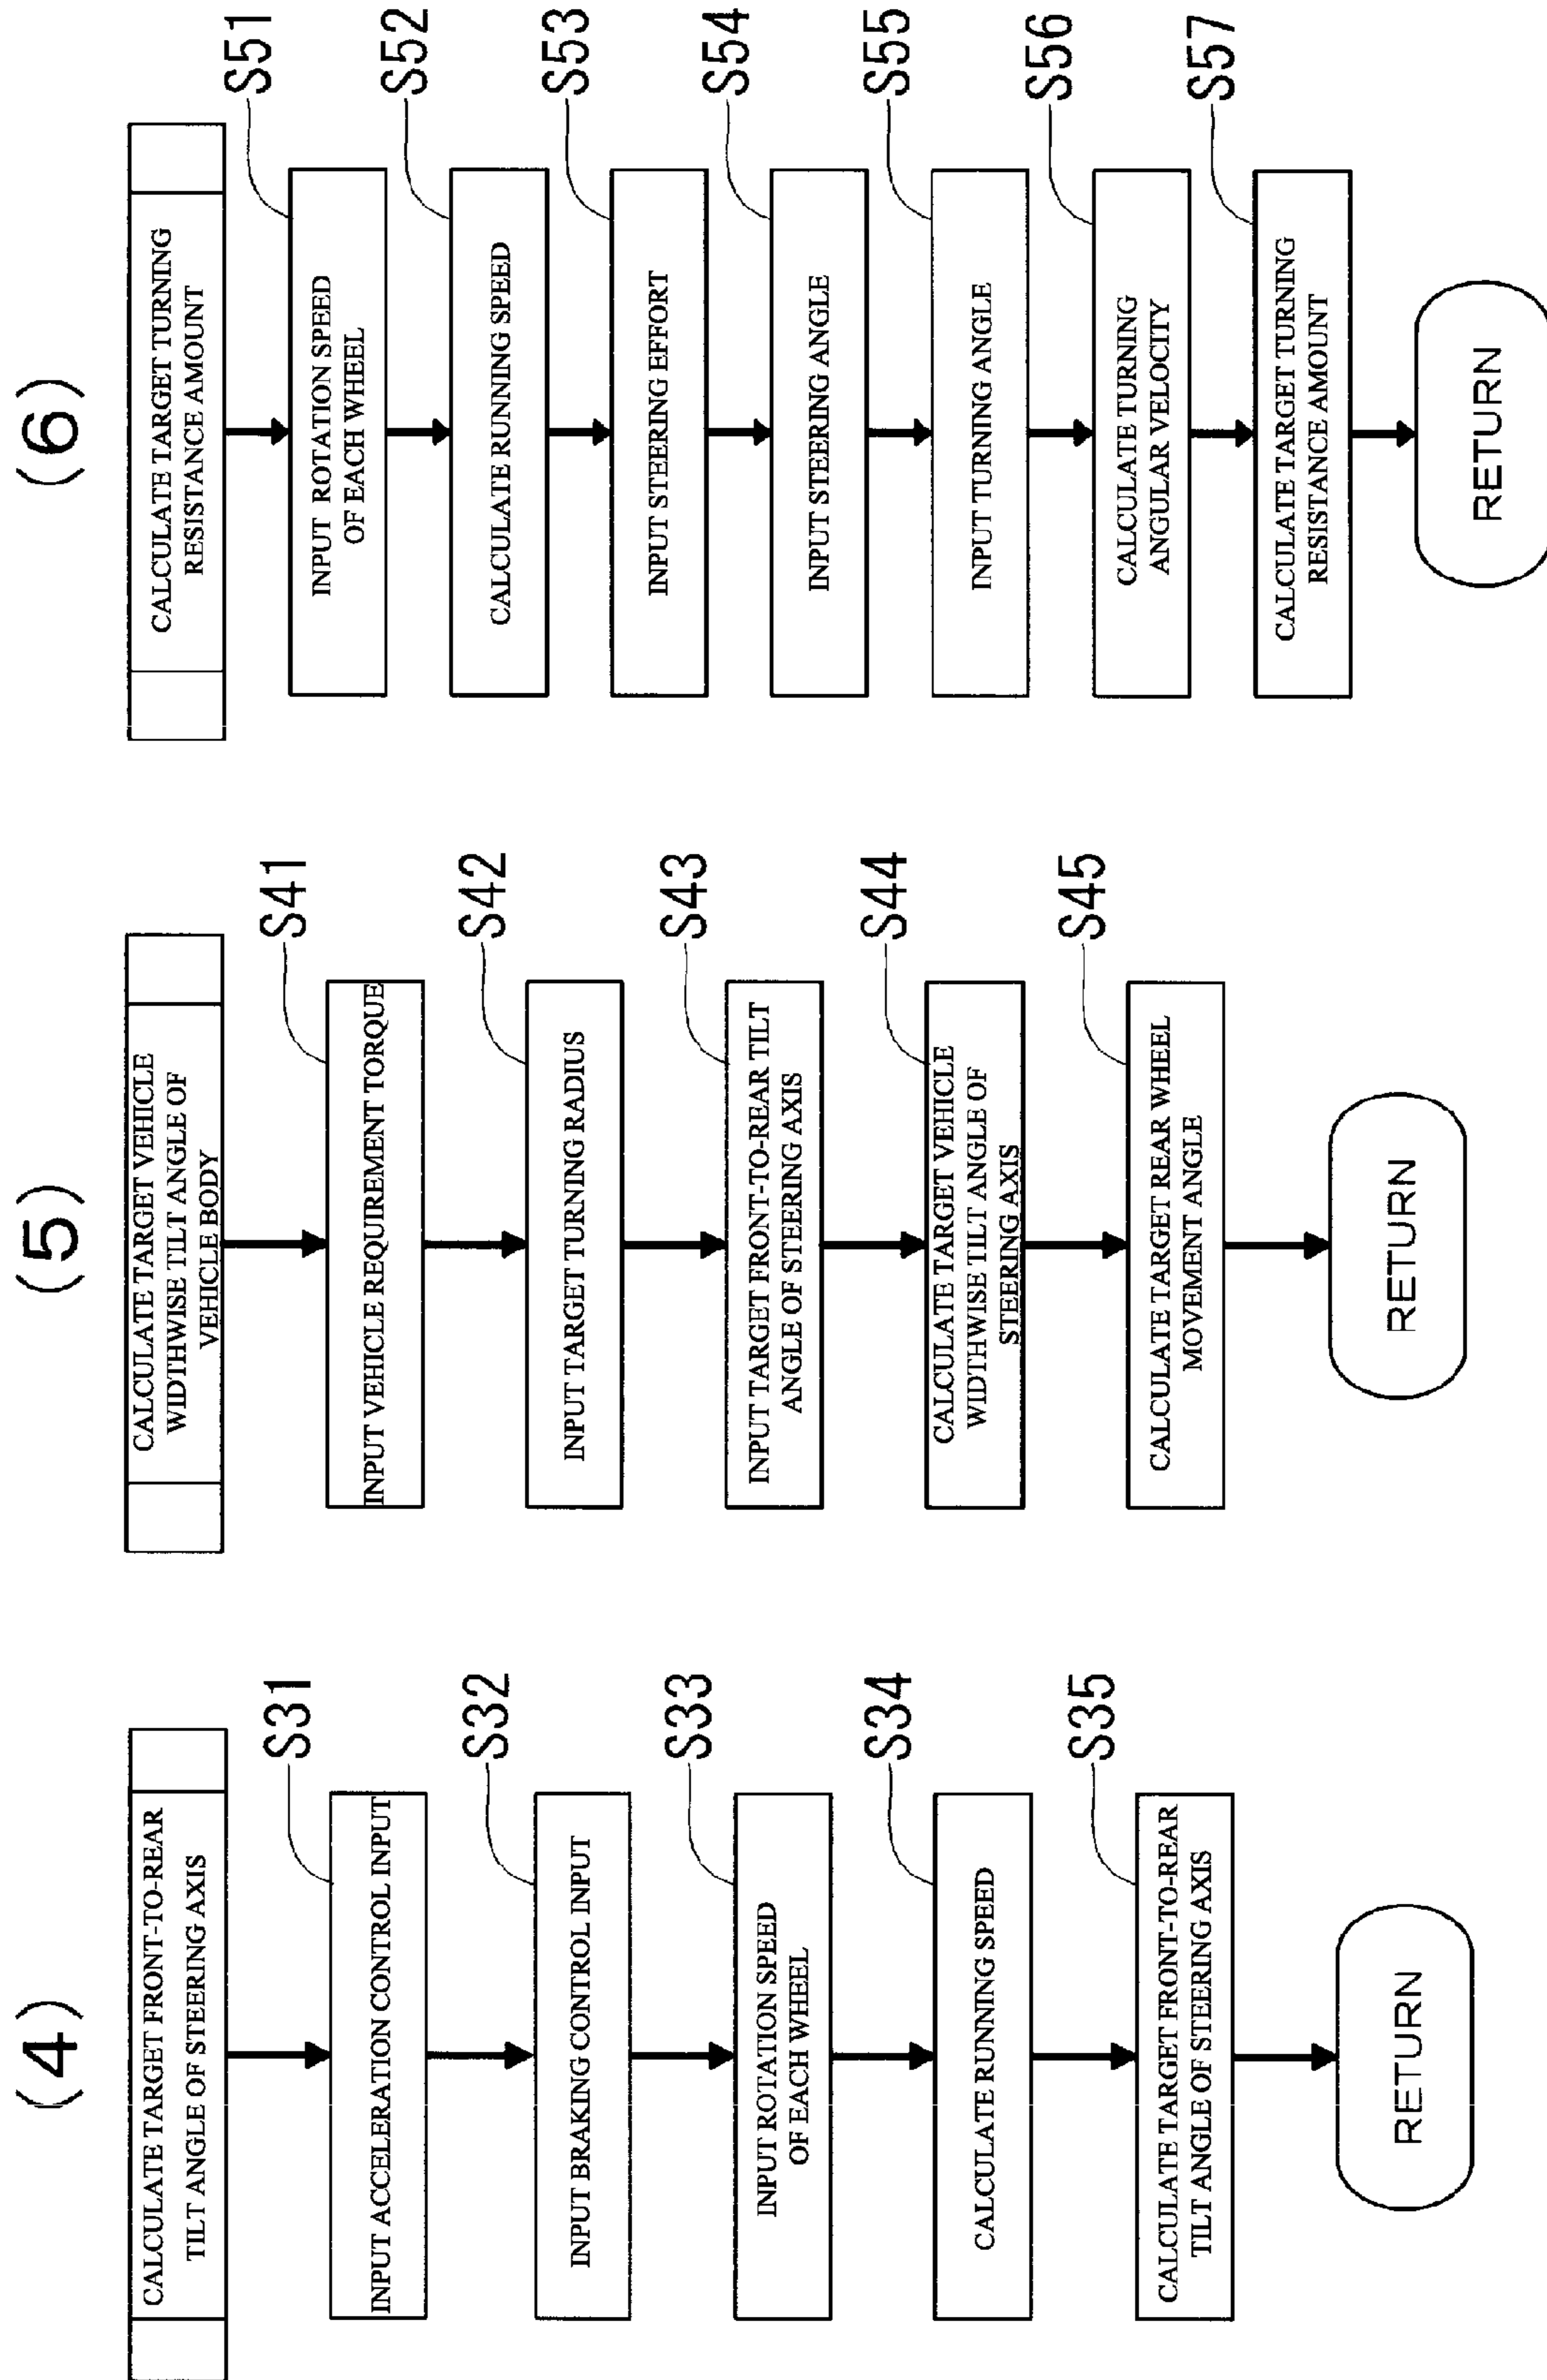 (4)
CALCULATE TARGET FRONT-TO-REAR
TILT ANGLE OF STEERING AXIS
S31
INPUT ACCELERATION CONTROL INPUT
S32
INPUT BRAKING CONTROL INPUT
S33
INPUT ROTATION SPEED
OF EACH WHEEL
S34
CALCULATE RUNNING SPEED
S35
CALCULATE TARGET FRONT-TO-REAR
TILT ANGLE OF STEERING AXIS
RETURN
(5)
CALCULATE TARGET VEHICLE
WIDTHWISE TILT ANGLE OF
VEHICLE BODY
S41
INPUT VEHICLE REQUIREMENT TORQUE
S42
INPUT TARGET TURNING RADIUS
S43
INPUT TARGET FRONT-TO-REAR TILT
ANGLE OF STEERING AXIS
S44
CALCULATE TARGET VEHICLE
WIDTHWISE TILT ANGLE OF
STEERING AXIS
S45
CALCULATE TARGET REAR WHEEL
MOVEMENT ANGLE
RETURN
(6)
CALCULATE TARGET TURNING
RESISTANCE AMOUNT
S51
INPUT ROTATION SPEED
OF EACH WHEEL
S52
CALCULATE RUNNING SPEED
S53
INPUT STEERING EFFORT
S54
INPUT STEERING ANGLE
S55
INPUT TURNING ANGLE
S56
CALCULATE TURNING
ANGULAR VELOCITY
S57
CALCULATE TARGET TURNING
RESISTANCE AMOUNT
RETURN